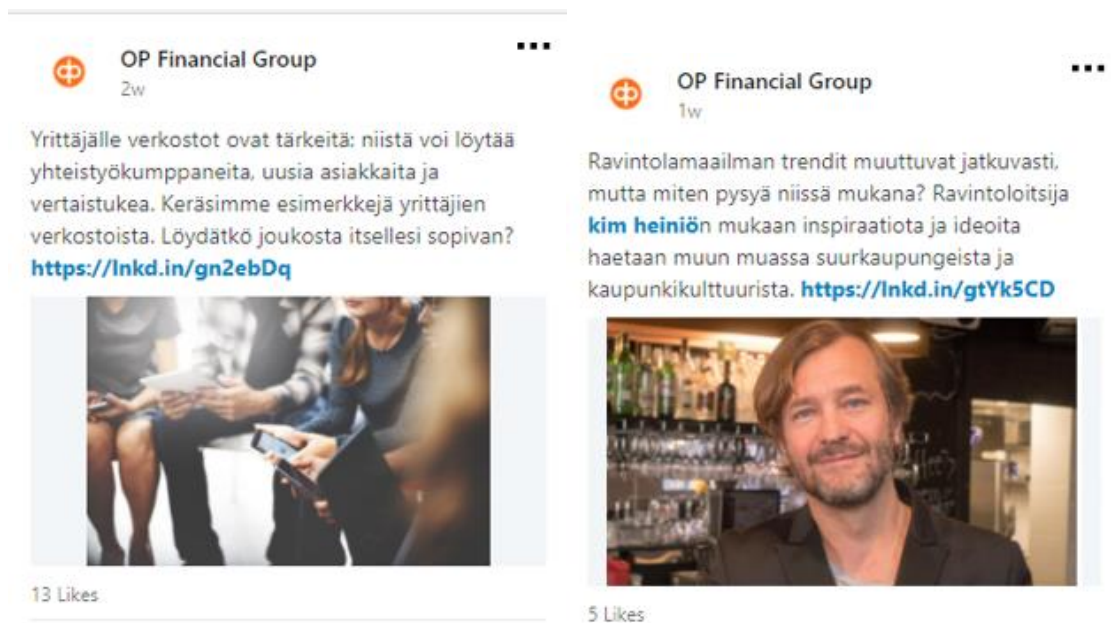 OP Financial Group
2w
Yrittäjälle verkostot ovat tärkeitä: niistä voi löytää
yhteistyökumppaneita, uusia asiakkaita ja
vertaistukea. Keräsimme esimerkkejä yrittäjien
verkostoista. Löydätkö joukosta itsellesi sopivan?
https://lnkd.in/gn2ebDq
13 Likes
OP Financial Group
1w
Ravintolamaailman trendit muuttuvat jatkuvasti,
mutta miten pysyä niissä mukana? Ravintoloitsija
kim heiniön mukaan inspiraatiota ja ideoita
haetaan muun muassa suurkaupungeista ja
kaupunkikulttuurista. https://lnkd.in/gtYk5CD
5 Likes